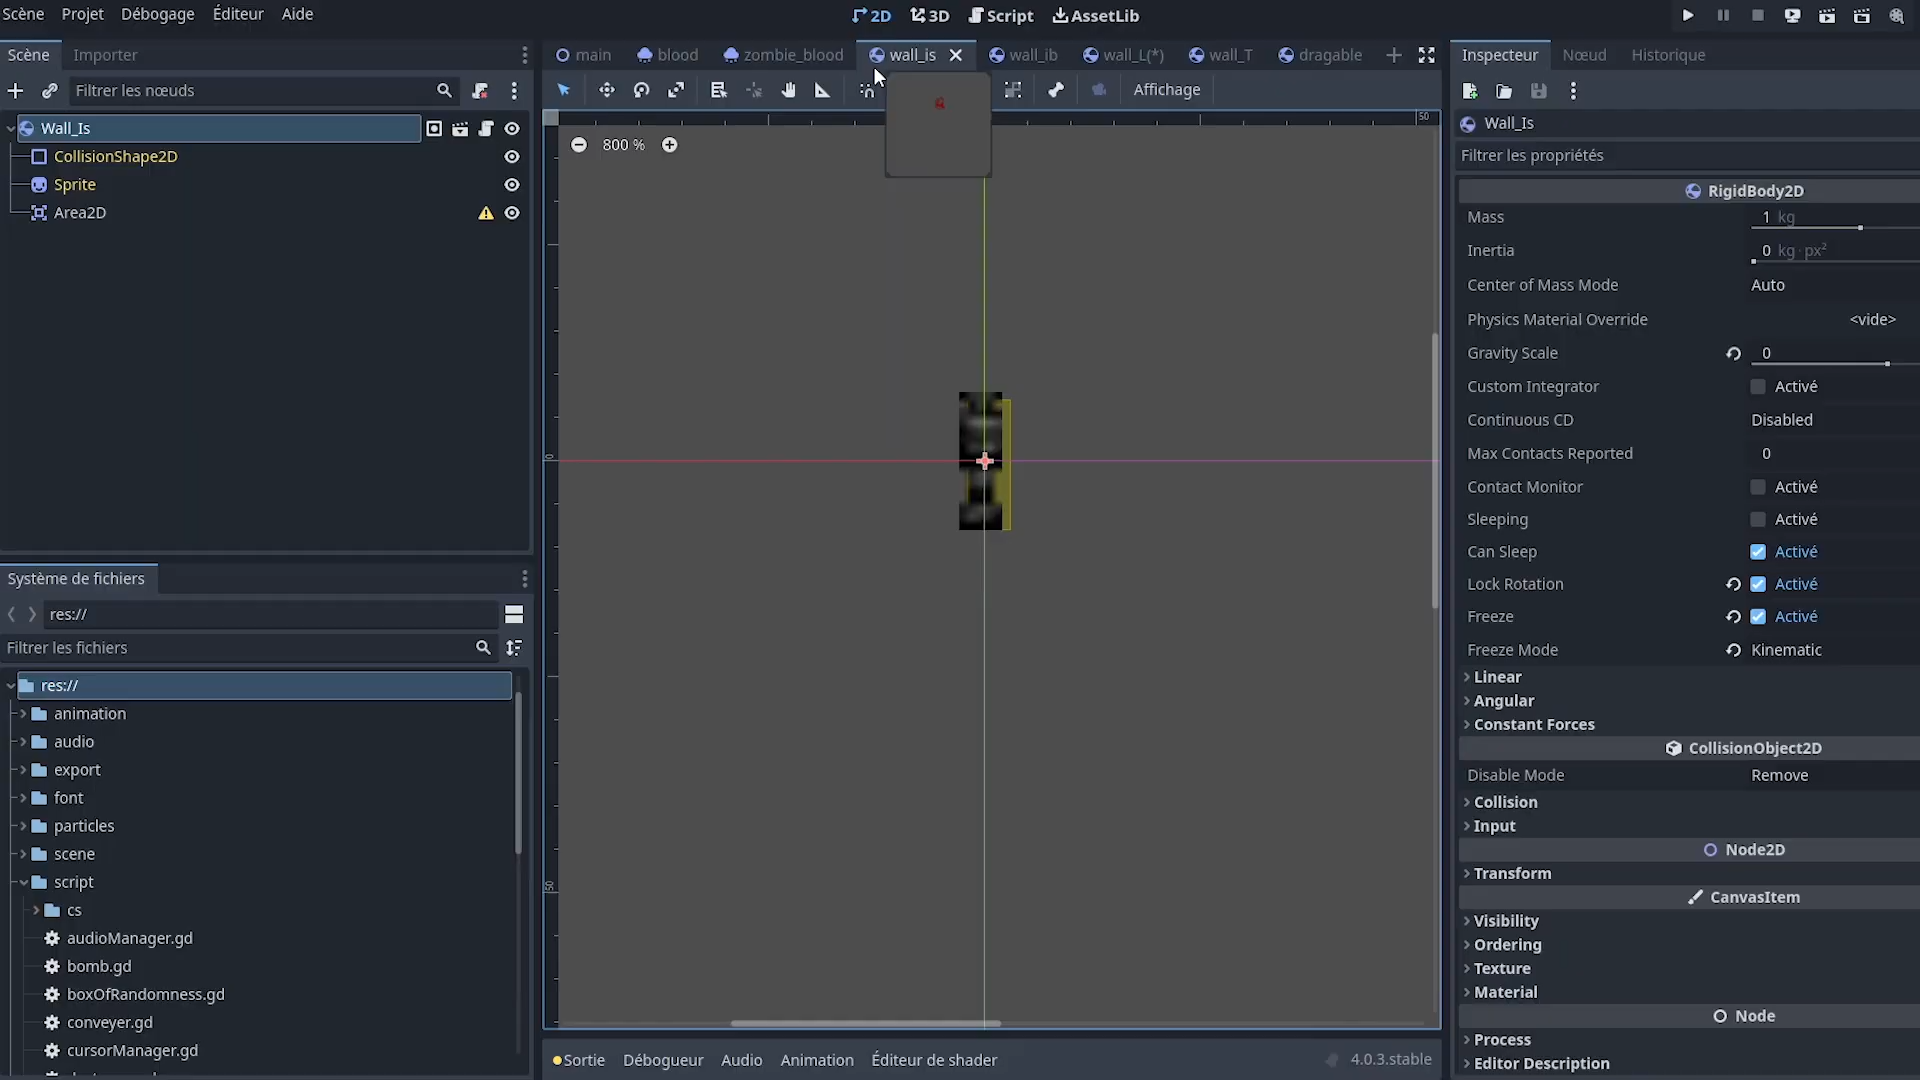 Scène Projet Débogage Éditeur Aide
2D 3D Script AssetLib
Scène Importer
Filtrer les nœuds
Wall_Is
CollisionShape2D
Sprite
Area2D
Système de fichiers
res://
Filtrer les fichiers
res://
animation
audio
export
font
particles
scene
script
cs
audioManager.gd
bomb.gd
boxOfRandomness.gd
conveyer.gd
cursorManager.gd
main blood zombie_blood wall_is wall_ib wall_L(*) wall_T dragable
Affichage
50
800 %
0
50
Sortie Débogueur Audio Animation Éditeur de shader 4.0.3.stable
Inspecteur Nœud Historique
Wall_Is
Filtrer les propriétés
RigidBody2D
Mass 1 kg
Inertia 0 kg·px²
Center of Mass Mode Auto
Physics Material Override <vide>
Gravity Scale 0
Custom Integrator Activé
Continuous CD Disabled
Max Contacts Reported 0
Contact Monitor Activé
Sleeping Activé
Can Sleep Activé
Lock Rotation Activé
Freeze Activé
Freeze Mode Kinematic
Linear
Angular
Constant Forces
CollisionObject2D
Disable Mode Remove
Collision
Input
Node2D
Transform
CanvasItem
Visibility
Ordering
Texture
Material
Node
Process
Editor Description